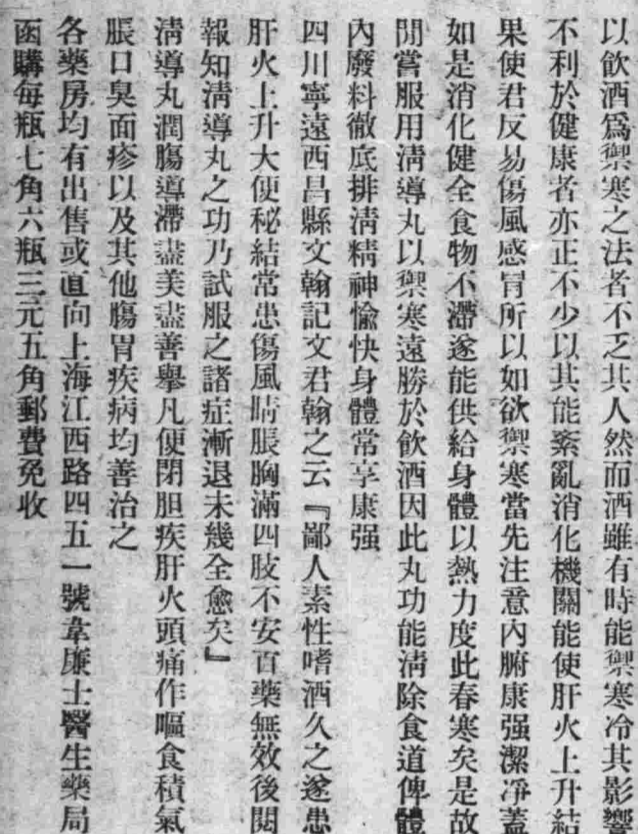 以飲酒爲禦寒之法者不乏其人然而酒雖有時能禦寒冷其影響
不利於健康者亦正不少以其能紊亂消化機關能使肝火上升結
果使君反易傷風感冒所以如欲禦寒當先注意內腑康强潔凈蓋
如是消化健全食物不滯遂能供給身體以熱力度此春寒矣是故
閒嘗服用清導丸以禦寒遠勝於飲酒因此丸功能清除食道俾體
內廢料徹底排清精神愉快身體常享康强
四川寧遠西昌縣文翰記文君翰之云『鄙人素性嗜酒久之遂患
肝火上升大便秘結常患傷風睛脹胸滿四肢不安百藥無效後閱
報知清導丸之功乃試服之諸症漸退未幾全愈矣』
清導丸潤腸導滯盡美盡善舉凡便閉胆疾肝火頭痛作嘔食積氣
脹口臭面疹以及其他腸胃疾病均善治之
各藥房均有出售或直向上海江西路四五一號韋廉士醫生藥局
函購每瓶七角六瓶三元五角郵費免收